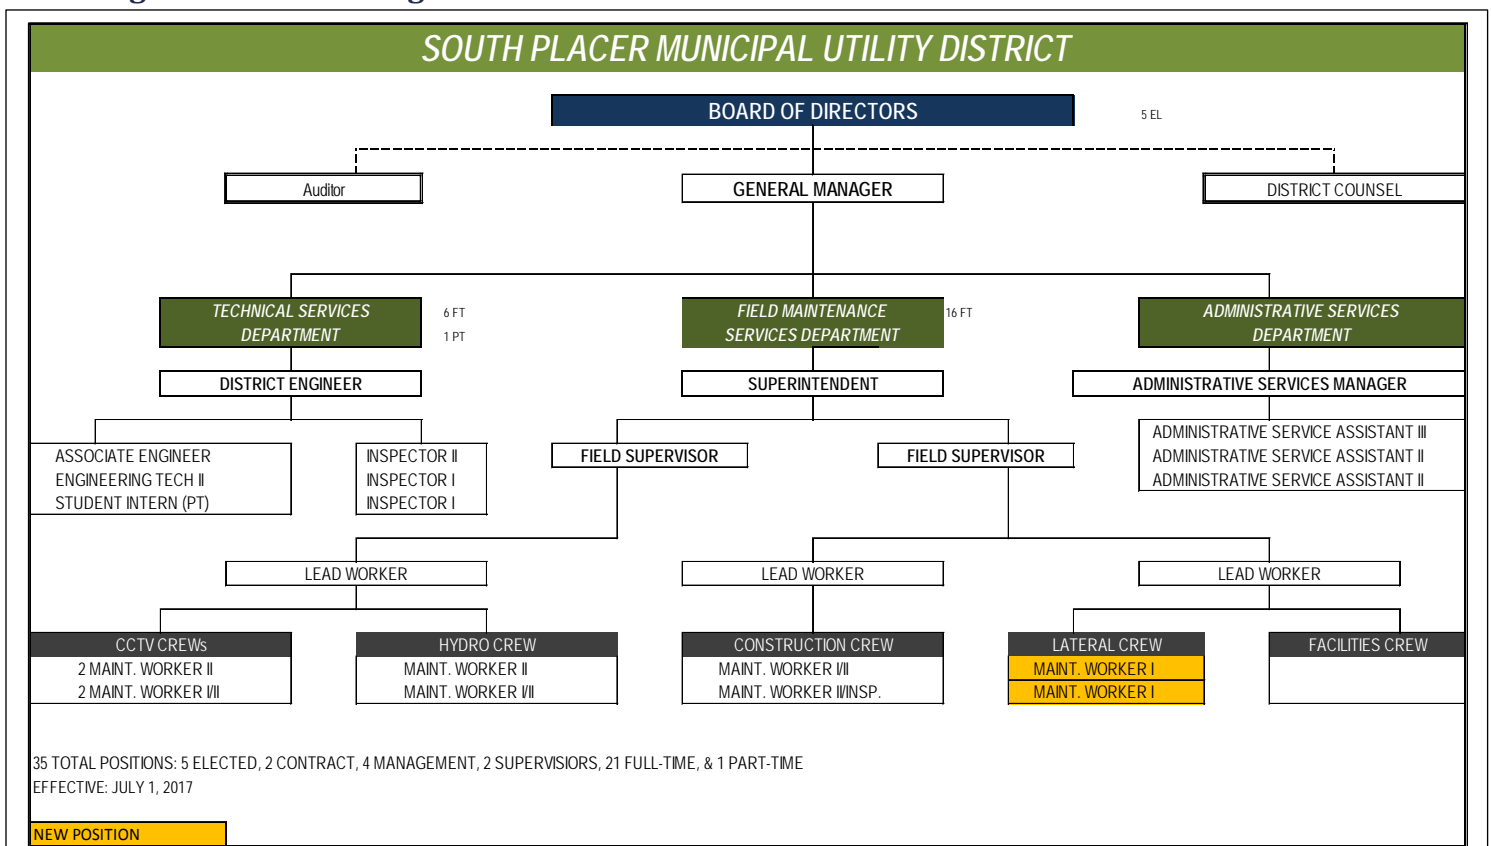 SOUTH PLACER MUNICIPAL UTILITY DISTRICT
BOARD OF DIRECTORS
5 EL
Auditor
GENERAL MANAGER
DISTRICT COUNSEL
TECHNICAL SERVICES
DEPARTMENT
6 FT
1 PT
FIELD MAINTENANCE
SERVICES DEPARTMENT
16 FT
ADMINISTRATIVE SERVICES
DEPARTMENT
DISTRICT ENGINEER
SUPERINTENDENT
ADMINISTRATIVE SERVICES MANAGER
ASSOCIATE ENGINEER
ENGINEERING TECH II
STUDENT INTERN (PT)
INSPECTOR II
INSPECTOR I
INSPECTOR I
FIELD SUPERVISOR
FIELD SUPERVISOR
ADMINISTRATIVE SERVICE ASSISTANT III
ADMINISTRATIVE SERVICE ASSISTANT II
ADMINISTRATIVE SERVICE ASSISTANT II
LEAD WORKER
LEAD WORKER
LEAD WORKER
CCTV CREWs
2 MAINT. WORKER II
2 MAINT. WORKER I/II
HYDRO CREW
MAINT. WORKER II
MAINT. WORKER I/II
CONSTRUCTION CREW
MAINT. WORKER I/II
MAINT. WORKER II/INSP.
LATERAL CREW
MAINT. WORKER I
MAINT. WORKER I
FACILITIES CREW
35 TOTAL POSITIONS: 5 ELECTED, 2 CONTRACT, 4 MANAGEMENT, 2 SUPERVISIORS, 21 FULL-TIME, & 1 PART-TIME
EFFECTIVE: JULY 1, 2017
NEW POSITION